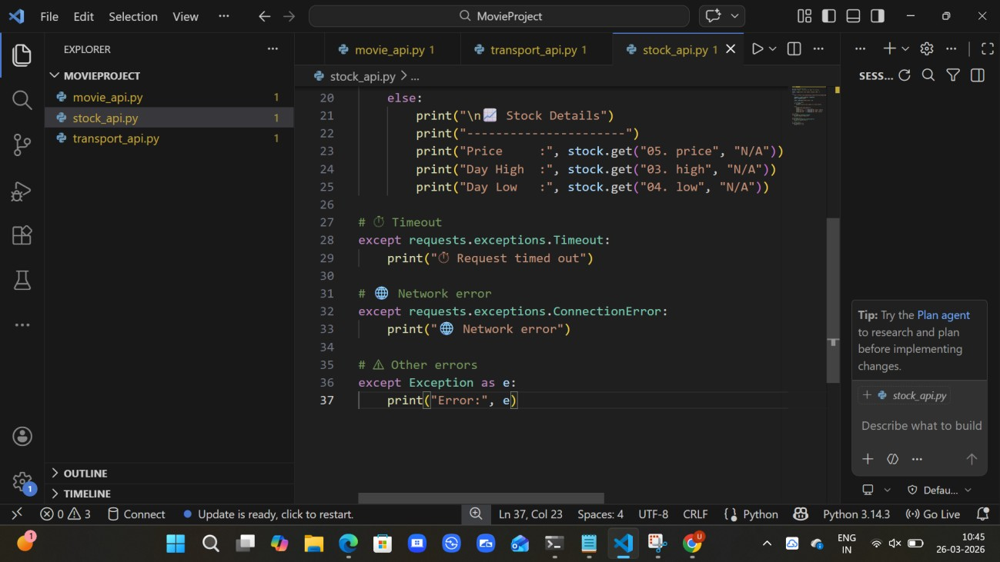 File Edit Selection View ...
MovieProject
EXPLORER ...
MOVIEPROJECT
movie_api.py 1
stock_api.py 1
transport_api.py 1
OUTLINE
TIMELINE
movie_api.py 1 transport_api.py 1 stock_api.py 1
stock_api.py > ...
20 else:
21 print("\n📈 Stock Details")
22 print("----------------------")
23 print("Price     :", stock.get("05. price", "N/A"))
24 print("Day High  :", stock.get("03. high", "N/A"))
25 print("Day Low   :", stock.get("04. low", "N/A"))
26
27 # ⏱ Timeout
28 except requests.exceptions.Timeout:
29 print("⏱ Request timed out")
30
31 # 🌐 Network error
32 except requests.exceptions.ConnectionError:
33 print("🌐 Network error")
34
35 # ⚠ Other errors
36 except Exception as e:
37 print("Error:", e)
SESS...
Tip: Try the Plan agent
to research and plan
before implementing
changes.
stock_api.py
Describe what to build
Defau...
1
0 3 Connect Update is ready, click to restart. Ln 37, Col 23 Spaces: 4 UTF-8 CRLF Python Python 3.14.3 Go Live
1
U
ENG
IN
10:45
26-03-2026